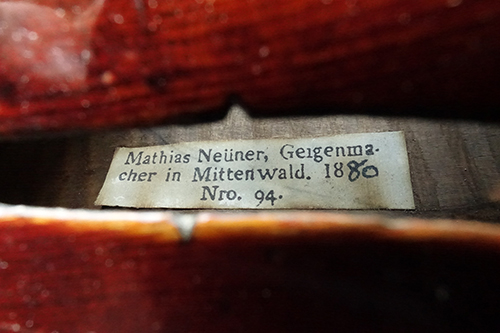 Mathias Neüner, Geigenma-
cher in Mittenwald. 1880
Nro. 94.